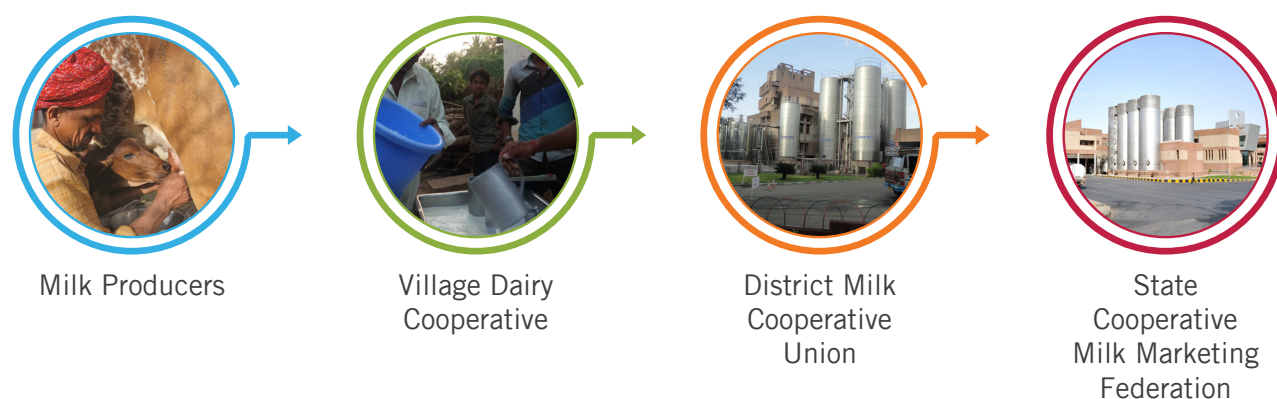 Milk Producers
Village Dairy
Cooperative
District Milk
Cooperative
Union
State
Cooperative
Milk Marketing
Federation